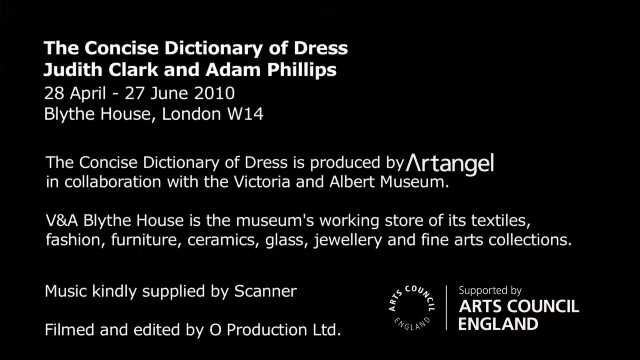 The Concise Dictionary of Dress
Judith Clark and Adam Phillips
28 April - 27 June 2010
Blythe House, London W14
The Concise Dictionary of Dress is produced by Artangel
in collaboration with the Victoria and Albert Museum.
V&A Blythe House is the museum's working store of its textiles,
fashion, furniture, ceramics, glass, jewellery and fine arts collections.
Music kindly supplied by Scanner
Filmed and edited by O Production Ltd.
ARTS COUNCIL
ENGLAND
Supported by
ARTS COUNCIL
ENGLAND